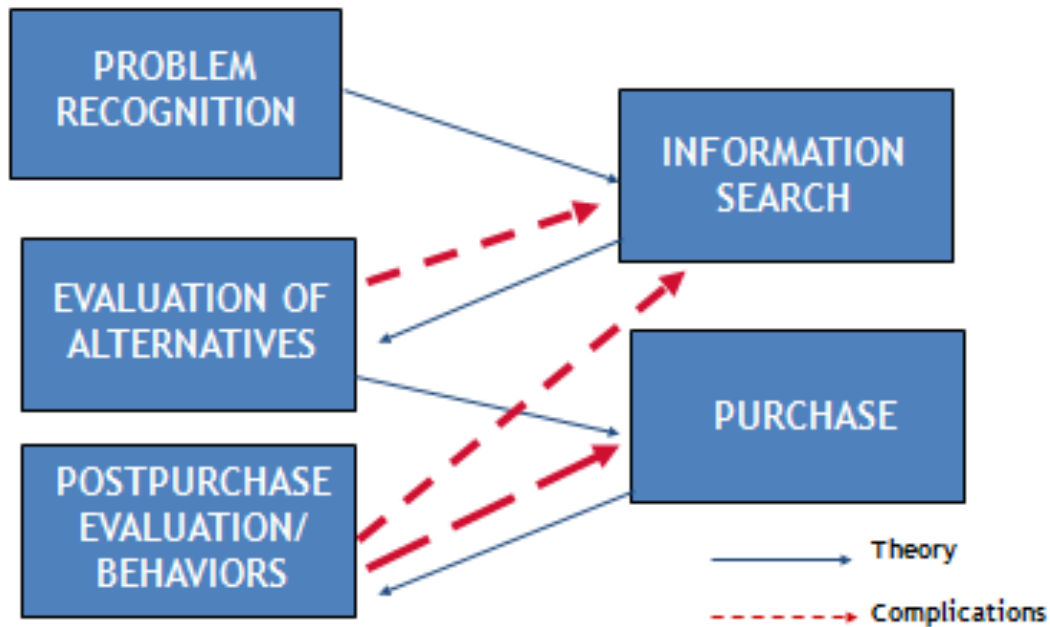 PROBLEM
RECOGNITION
INFORMATION
SEARCH
EVALUATION OF
ALTERNATIVES
PURCHASE
POSTPURCHASE
EVALUATION/
BEHAVIORS
Theory
Complications